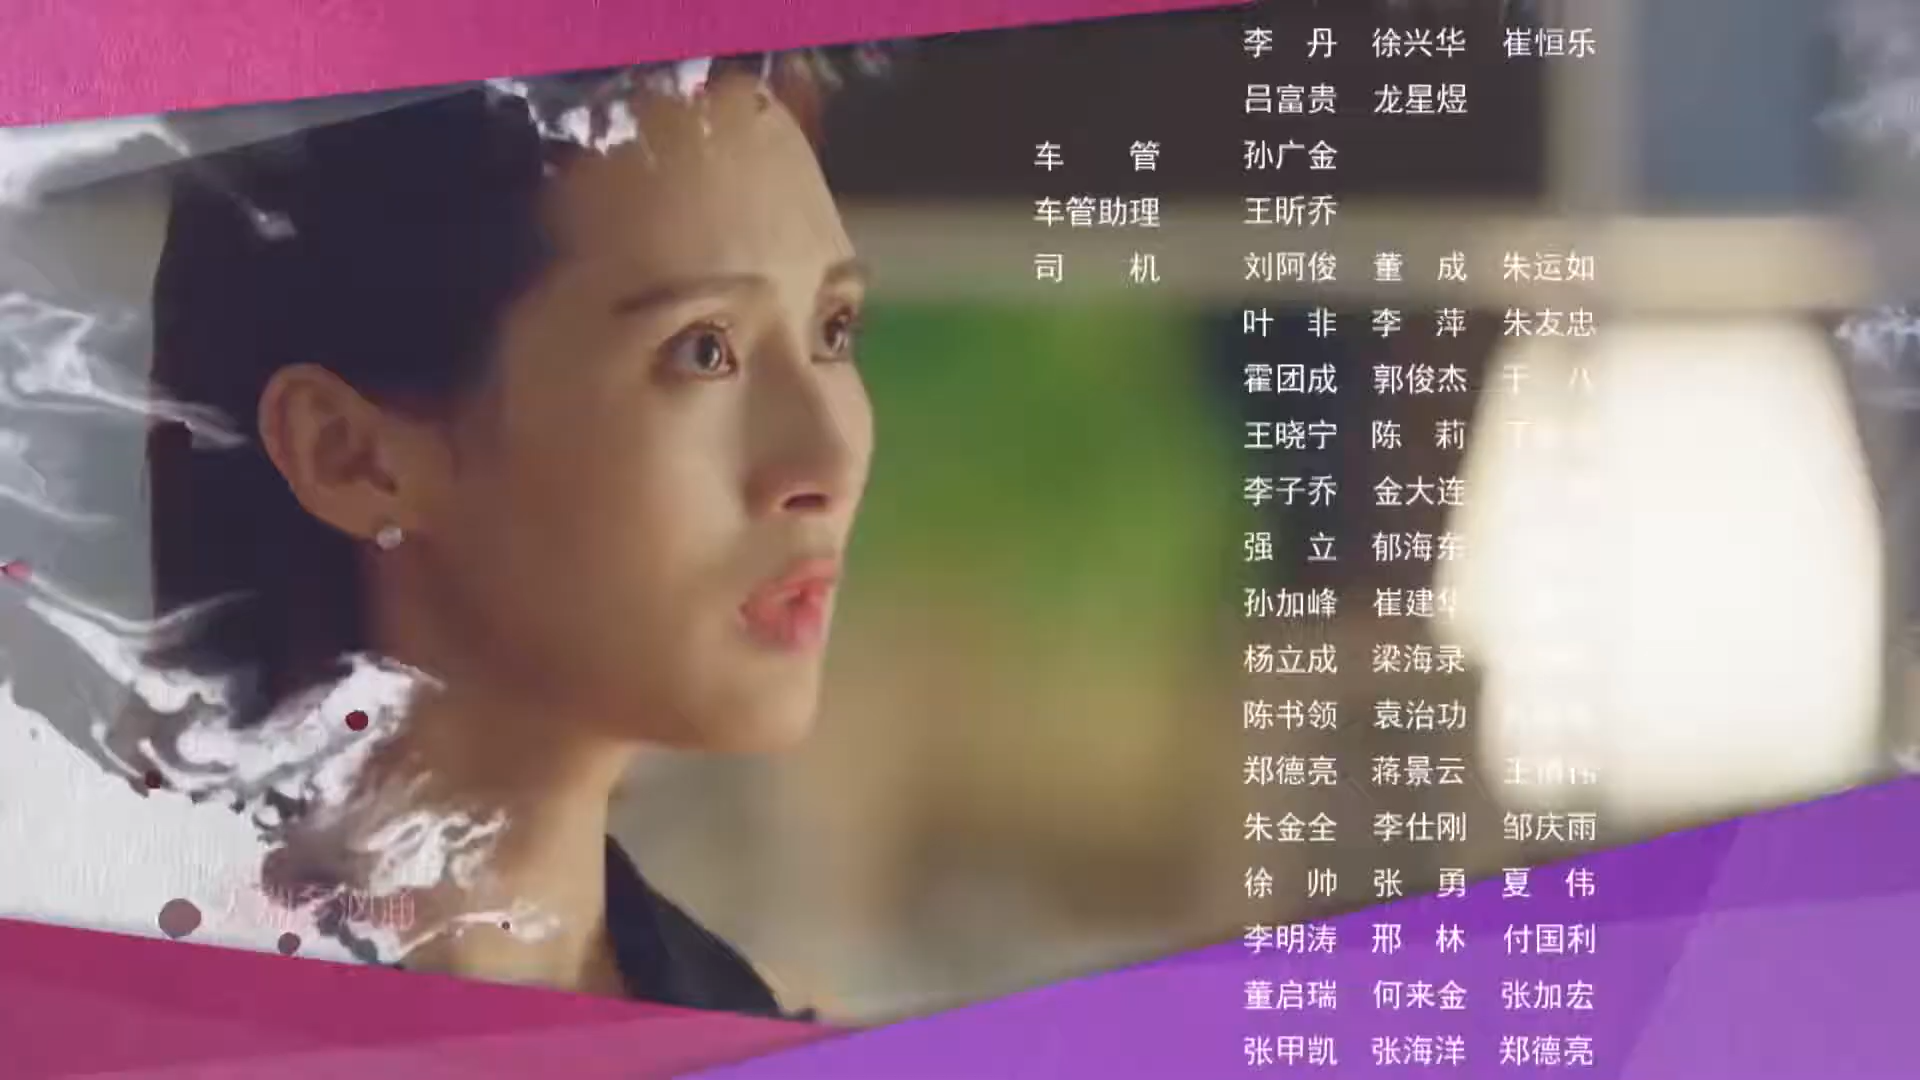 李丹 徐兴华 崔恒乐
吕富贵 龙星煜
车管 孙广金
车管助理 王昕乔
司机 刘阿俊 董成 朱运如
叶非 李萍 朱友忠
霍团成 郭俊杰
王晓宁 陈莉
李子乔 金大连
强立 郁海东
孙加峰 崔建华
杨立成 梁海录
陈书领 袁治功
郑德亮 蒋景云
朱金全 李仕刚 邹庆雨
徐帅 张勇 夏伟
李明涛 邢林 付国利
董启瑞 何来金 张加宏
张甲凯 张海洋 郑德亮